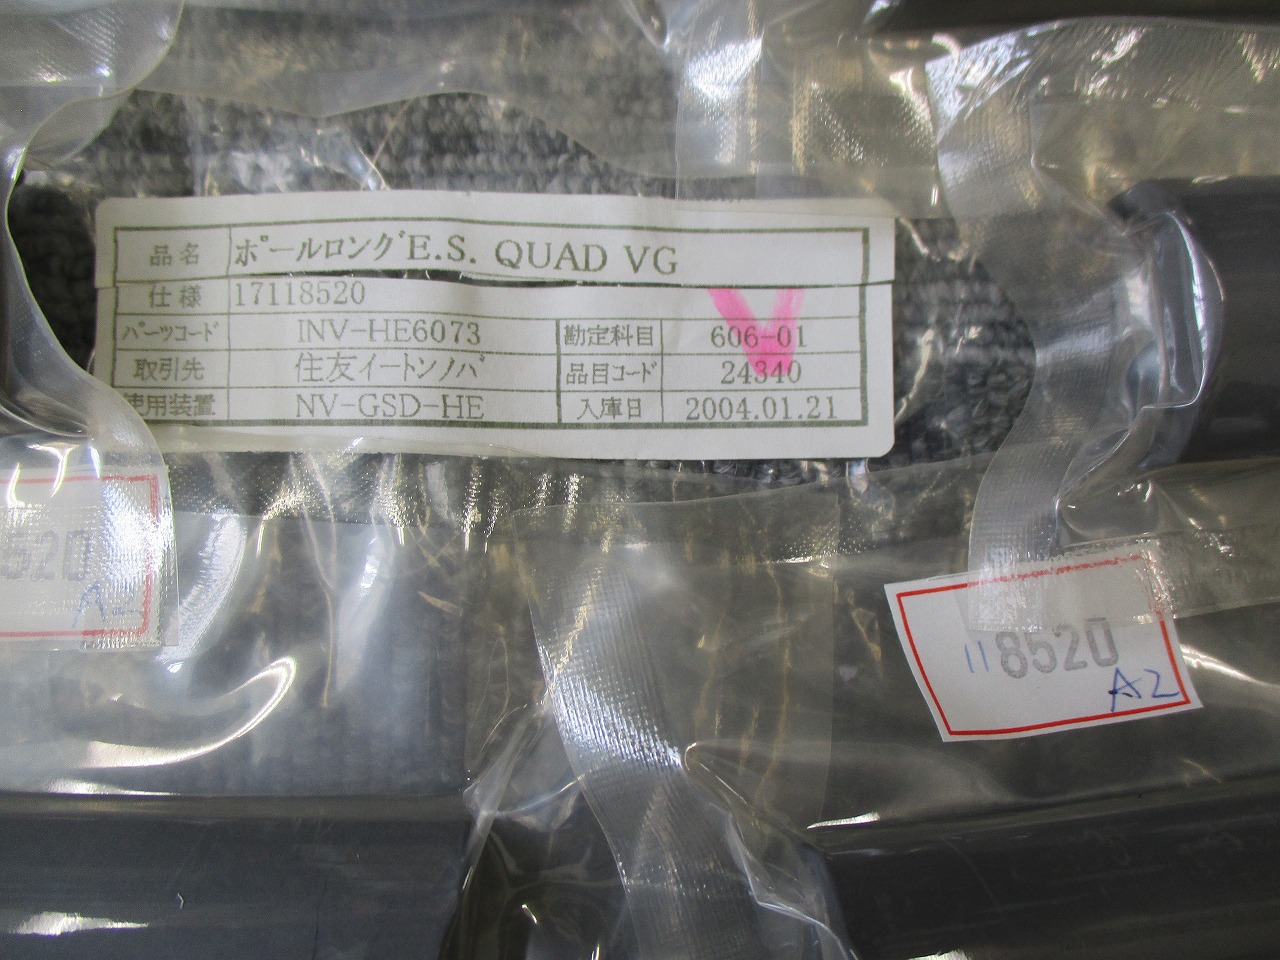 品名 ポールロング E.S. QUAD VG
仕様 17118520
パーツコード INV-HE6073 勘定科目 606-01
取引先 住友イートンノバ 品目コード 24340
使用装置 NV-GSD-HE 入庫日 2004.01.21
8520
A2
118520
A2